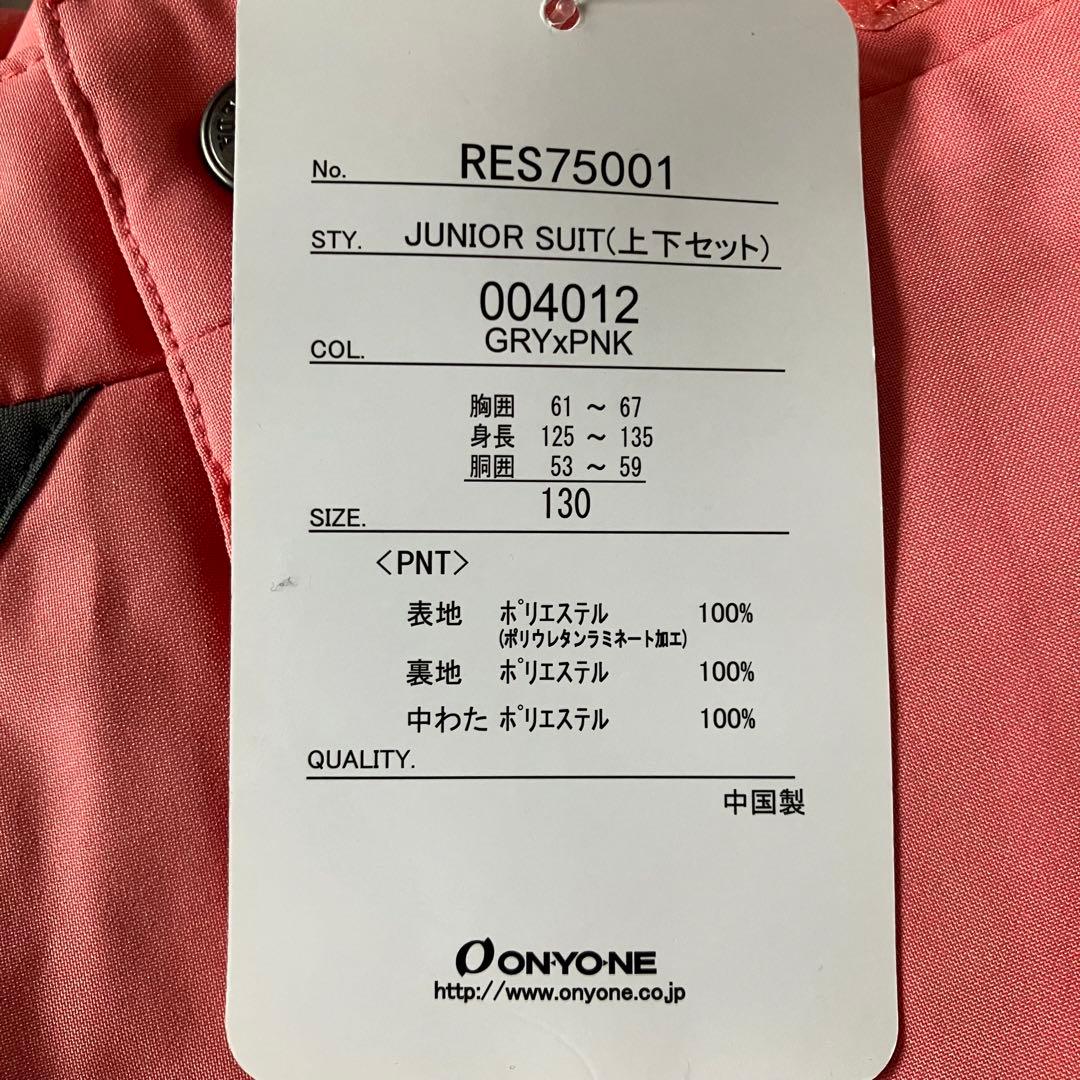 No. RES75001
STY. JUNIOR SUIT(上下セット)
004012
COL. GRYxPNK
胸囲 61 ～ 67
身長 125 ～ 135
胴囲 53 ～ 59
130
SIZE.
<PNT>
表地 ポリエステル 100%
(ポリウレタンラミネート加工)
裏地 ポリエステル 100%
中わた ポリエステル 100%
QUALITY.
中国製
ON•YO•NE
http://www.onyone.co.jp